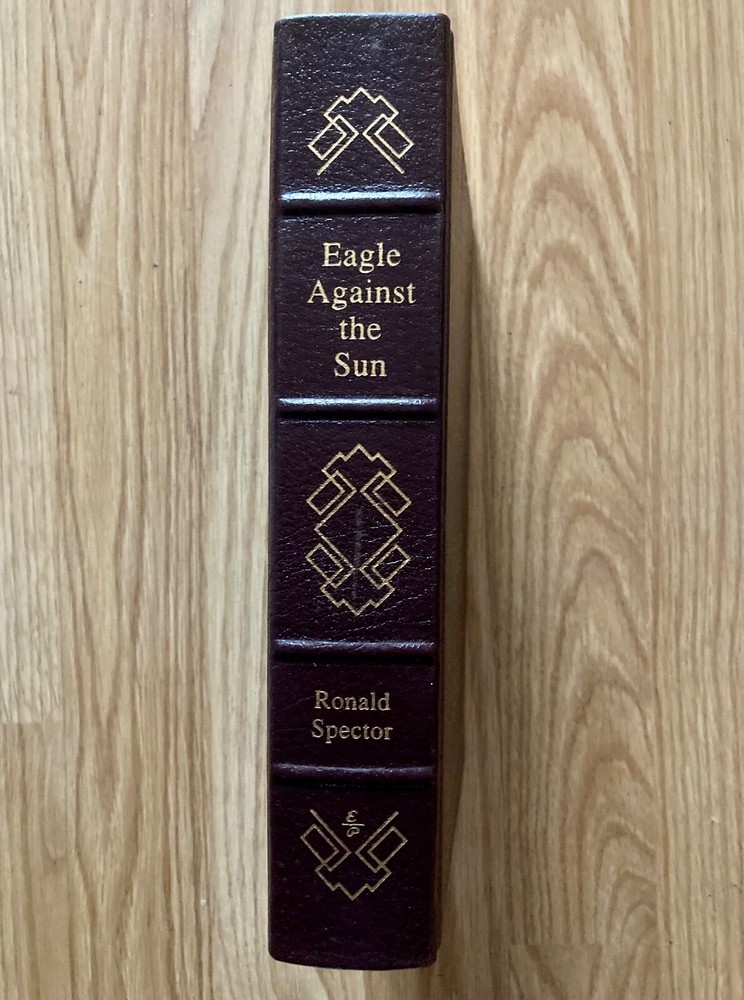 Eagle
Against
the
Sun
Ronald
Spector
E
P